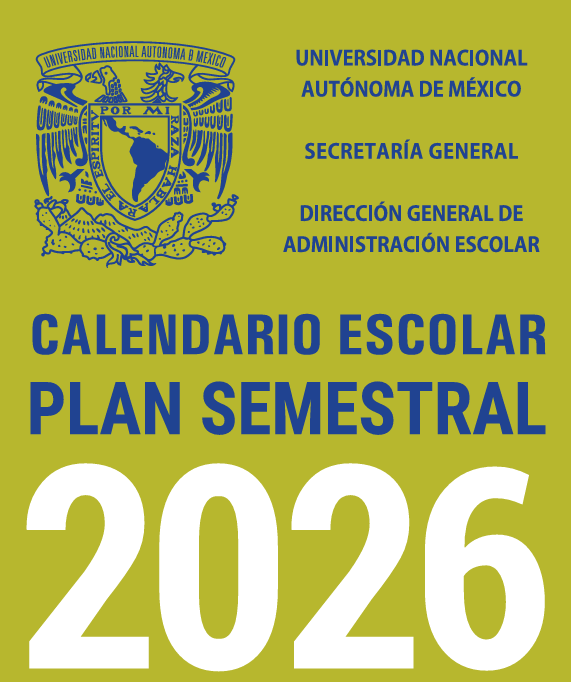 UNIVERSIDAD NACIONAL AUTONOMA D MEXICO
POR MI RAZA HABLARA EL ESPIRITU
UNIVERSIDAD NACIONAL
AUTÓNOMA DE MÉXICO
SECRETARÍA GENERAL
DIRECCIÓN GENERAL DE
ADMINISTRACIÓN ESCOLAR
CALENDARIO ESCOLAR
PLAN SEMESTRAL
2026